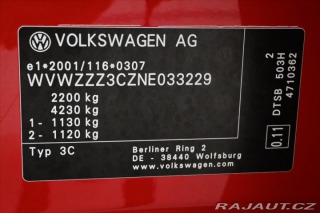 VOLKSWAGEN AG
e1*2001/116*0307
WVWZZZ3CZNE033229
2200 kg
4230 kg
1- 1130 kg
2- 1120 kg
Typ 3C
Berliner Ring 2
DE - 38440 Wolfsburg
www.volkswagen.com
2
DTSB 503H
4710362
0.11
RAJAUT.CZ